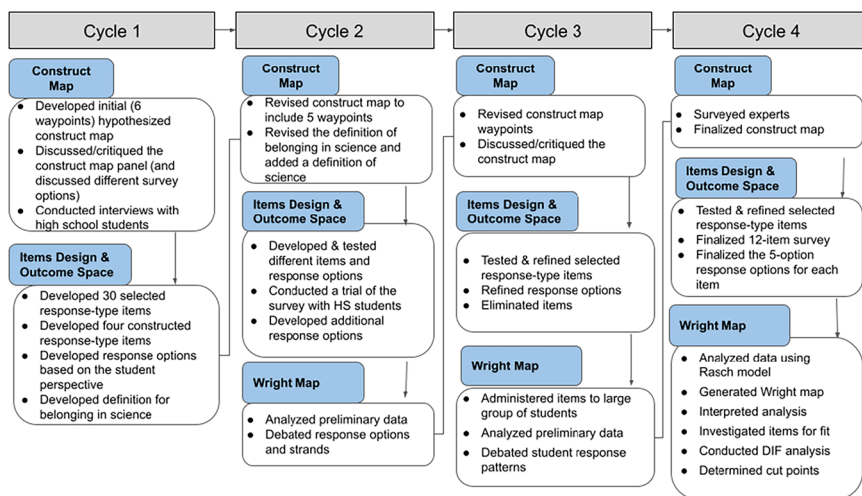 Cycle 1
Cycle 2
Cycle 3
Cycle 4
Construct
Map
● Developed initial (6
waypoints) hypothesized
construct map
● Discussed/critiqued the
construct map panel (and
discussed different survey
options)
● Conducted interviews with
high school students
Items Design &
Outcome Space
● Developed 30 selected
response-type items
● Developed four constructed
response-type items
● Developed response options
based on the student
perspective
● Developed definition for
belonging in science
Construct
Map
● Revised construct map to
include 5 waypoints
● Revised the definition of
belonging in science and
added a definition of
science
Items Design &
Outcome Space
● Developed & tested
different items and
response options
● Conducted a trial of the
survey with HS students
● Developed additional
response options
Wright Map
● Analyzed preliminary data
● Debated response options
and strands
Construct
Map
● Revised construct map
waypoints
● Discussed/critiqued the
construct map
Items Design &
Outcome Space
● Tested & refined selected
response-type items
● Refined response options
● Eliminated items
Wright Map
● Administered items to large
group of students
● Analyzed preliminary data
● Debated student response
patterns
Construct
Map
● Surveyed experts
● Finalized construct map
Items Design &
Outcome Space
● Tested & refined selected
response-type items
● Finalized 12-item survey
● Finalized the 5-option
response options for each
item
Wright Map
● Analyzed data using
Rasch model
● Generated Wright map
● Interpreted analysis
● Investigated items for fit
● Conducted DIF analysis
● Determined cut points